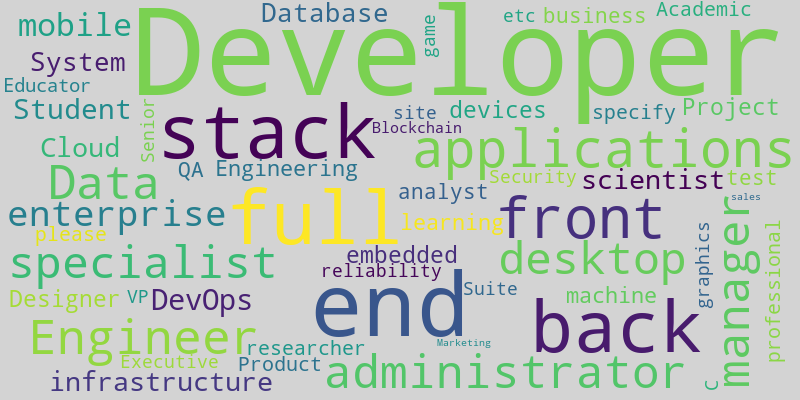 Developer
Database
game
etc
business
Academic
mobile
System
Educator
Student
Senior
stack
site
devices
specify
Project
Blockchain
Cloud
applications
QA
Engineering
Data
analyst
Security
scientist
test
sales
enterprise
full
learning
front
please
specialist
embedded
reliability
desktop
graphics
manager
professional
Designer
VP
DevOps
end
Suite
machine
back
Engineer
Marketing
Executive
researcher
Product
infrastructure
administrator
C